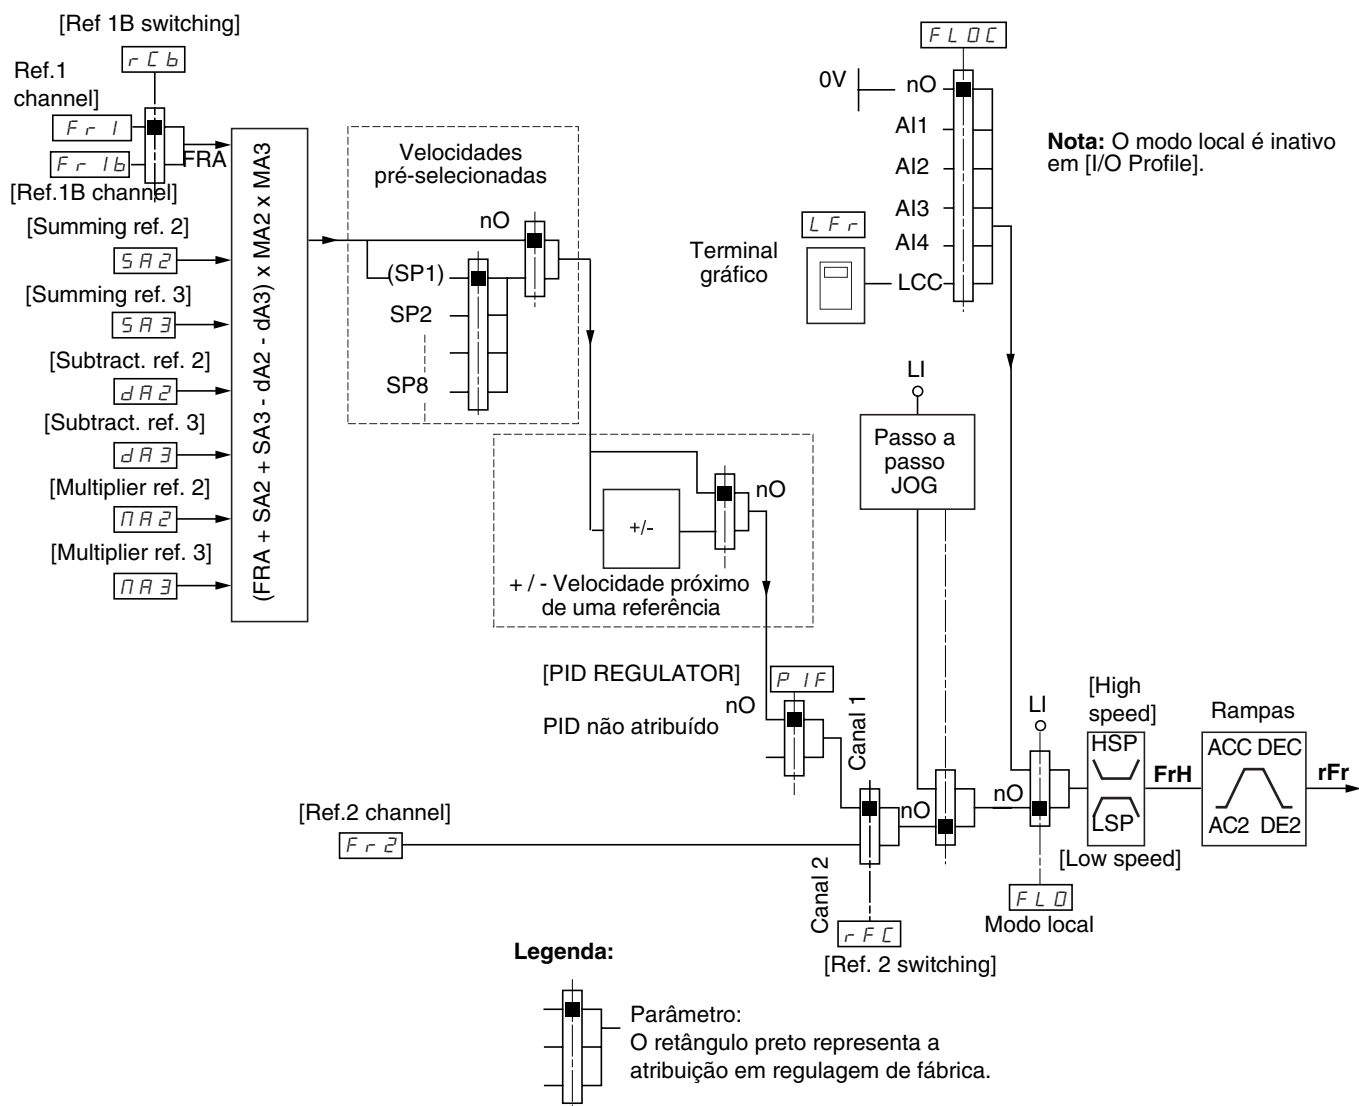 [Ref 1B switching]
rCb
Ref.1
channel]
Fr1
Fr1b
FRA
[Ref.1B channel]
[Summing ref. 2]
SA2
[Summing ref. 3]
SA3
[Subtract. ref. 2]
dA2
[Subtract. ref. 3]
dA3
[Multiplier ref. 2]
MA2
[Multiplier ref. 3]
MA3
(FRA + SA2 + SA3 - dA2 - dA3) x MA2 x MA3
Velocidades
pré-selecionadas
nO
(SP1)
SP2
SP8
+/-
nO
+ / - Velocidade próximo
de uma referência
FLOC
0V
nO
AI1
AI2
AI3
AI4
LCC
LFr
Terminal
gráfico
Nota: O modo local é inativo
em [I/O Profile].
LI
Passo a
passo
JOG
[PID REGULATOR]
PIF
nO
PID não atribuído
Canal 1
[Ref.2 channel]
Fr2
Canal 2
rFC
[Ref. 2 switching]
nO
nO
LI
FLO
Modo local
[High
speed]
HSP
LSP
[Low speed]
FrH
Rampas
ACC DEC
AC2 DE2
rFr
Legenda:
Parâmetro:
O retângulo preto representa a
atribuição em regulagem de fábrica.